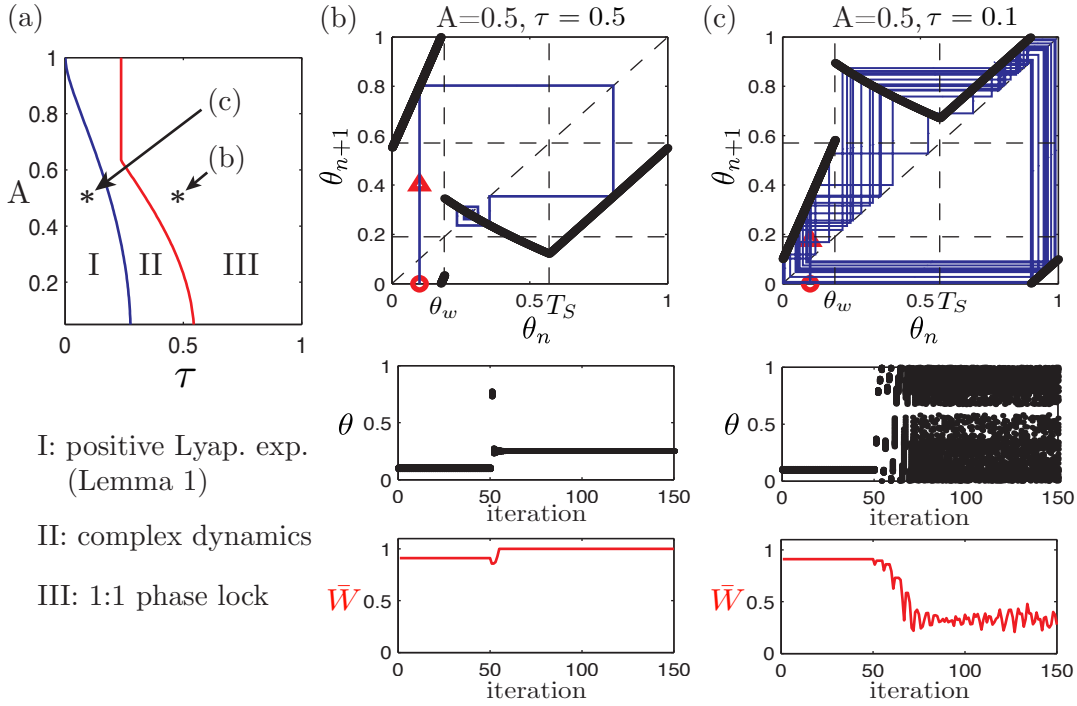 (a)
1
0.8
0.6
A
0.4
0.2
(c)
(b)
*
*
I
II
III
0
0.5
1
τ
I: positive Lyap. exp.
(Lemma 1)
II: complex dynamics
III: 1:1 phase lock
(b)
A=0.5, τ = 0.5
1
0.8
0.6
θn+1
0.4
0.2
0
0
θw
0.5
TS
1
θn
1
θ
0.5
0
50
100
150
iteration
1
W̄
0.5
0
0
50
100
150
iteration
(c)
A=0.5, τ = 0.1
1
0.8
0.6
θn+1
0.4
0.2
0
0
θw
0.5
TS
1
θn
1
θ
0.5
0
0
50
100
150
iteration
1
W̄
0.5
0
0
50
100
150
iteration